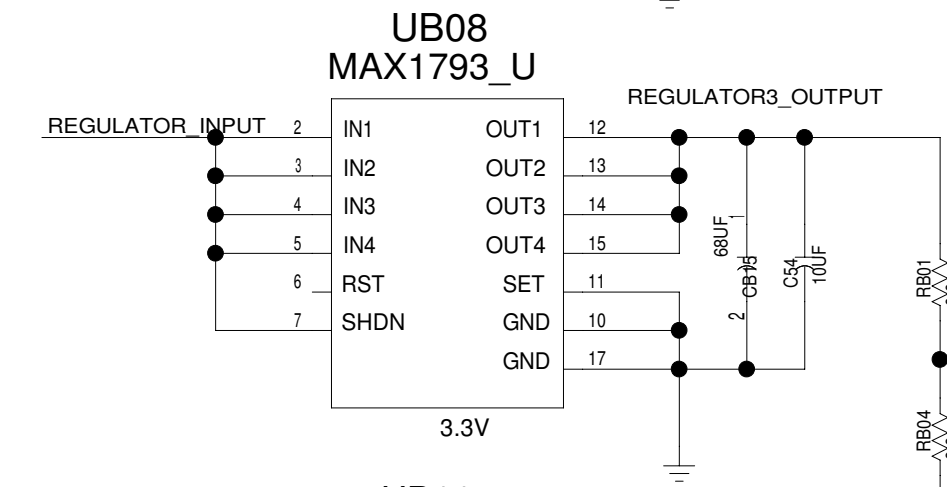 UB08
MAX1793_U
REGULATOR3_OUTPUT
REGULATOR_INPUT
2 IN1 OUT1 12
3 IN2 OUT2 13
4 IN3 OUT3 14
5 IN4 OUT4 15
6 RST SET 11
7 SHDN GND 10
GND 17
3.3V
68UF
1
CB15
2
C54
10UF
RB01
RB04